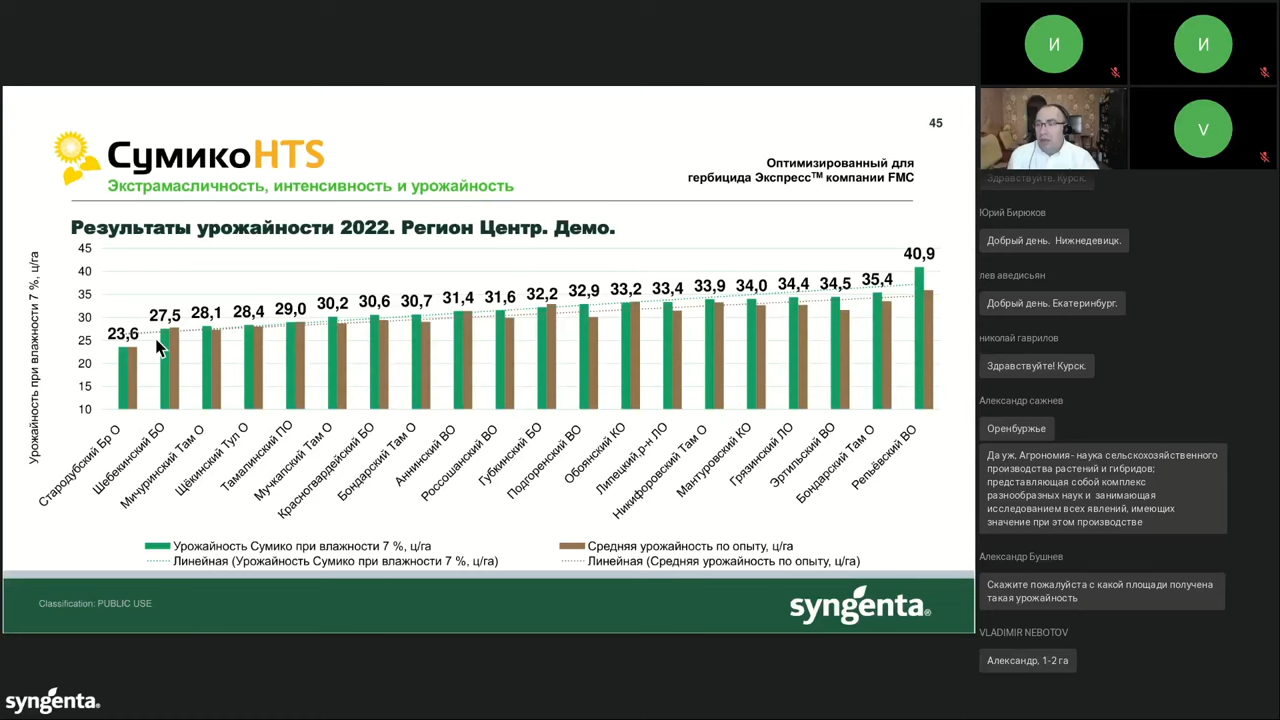 45
Сумико HTS
Экстрамасличность, интенсивность и урожайность
Оптимизированный для
гербицида Экспресс™ компании FMC
Результаты урожайности 2022. Регион Центр. Демо.
Урожайность при влажности 7 %, ц/га
45
40
35
30
25
20
15
10
23,6
27,5
28,1
28,4
29,0
30,2
30,6
30,7
31,4
31,6
32,2
32,9
33,2
33,4
33,9
34,0
34,4
34,5
35,4
40,9
Стародубский Бр О
Шебекинский БО
Мичуринский Там О
Щёкинский Тул О
Тамалинский ПО
Мучкапский Там О
Красногвардейский БО
Бондарский Там О
Аннинский ВО
Россошанский ВО
Губкинский БО
Подгоренский ВО
Обоянский КО
Липецкий.р-н ЛО
Никифоровский Там О
Мантуровский КО
Грязинский ЛО
Эртильский ВО
Бондарский Там О
Репьёвский ВО
Урожайность Сумико при влажности 7 %, ц/га
Средняя урожайность по опыту, ц/га
Линейная (Урожайность Сумико при влажности 7 %, ц/га)
Линейная (Средняя урожайность по опыту, ц/га)
Classification: PUBLIC USE
syngenta
syngenta
И
И
V
Здравствуйте. Курск.
Юрий Бирюков
Добрый день. Нижнедевицк.
лев аведисьян
Добрый день. Екатеринбург.
николай гаврилов
Здравствуйте! Курск.
Александр сажнев
Оренбуржье
Да уж, Агрономия- наука сельскохозяйственного
производства растений и гибридов;
представляющая собой комплекс
разнообразных наук и занимающая
исследованием всех явлений, имеющих
значение при этом производстве
Александр Бушнев
Скажите пожалуйста с какой площади получена
такая урожайность
VLADIMIR NEBOTOV
Александр, 1-2 га